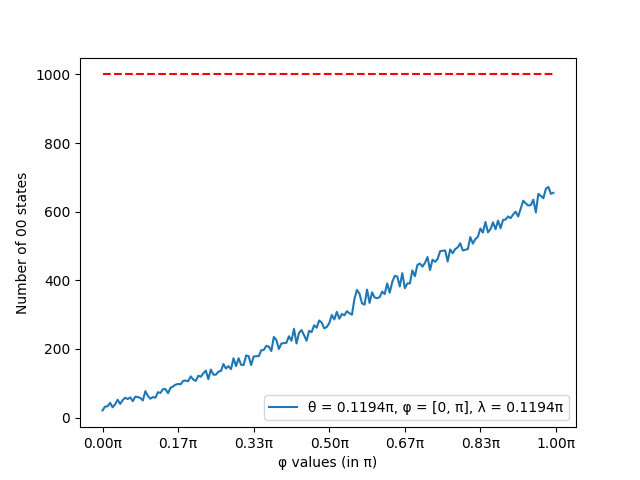 1000
800
600
400
200
0
Number of 00 states
θ = 0.1194π, φ = [0, π], λ = 0.1194π
0.00π 0.17π 0.33π 0.50π 0.67π 0.83π 1.00π
φ values (in π)